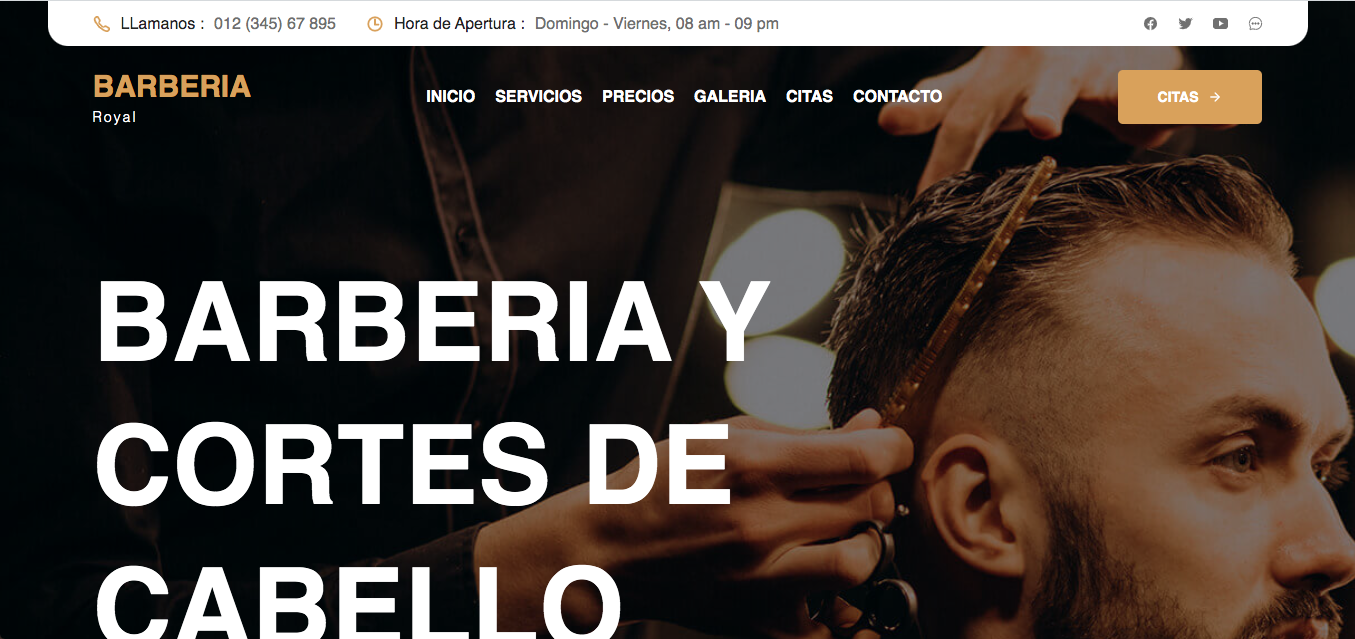 LLamanos : 012 (345) 67 895 Hora de Apertura : Domingo - Viernes, 08 am - 09 pm
BARBERIA
Royal
INICIO SERVICIOS PRECIOS GALERIA CITAS CONTACTO
CITAS →
BARBERIA Y
CORTES DE
CABELLO